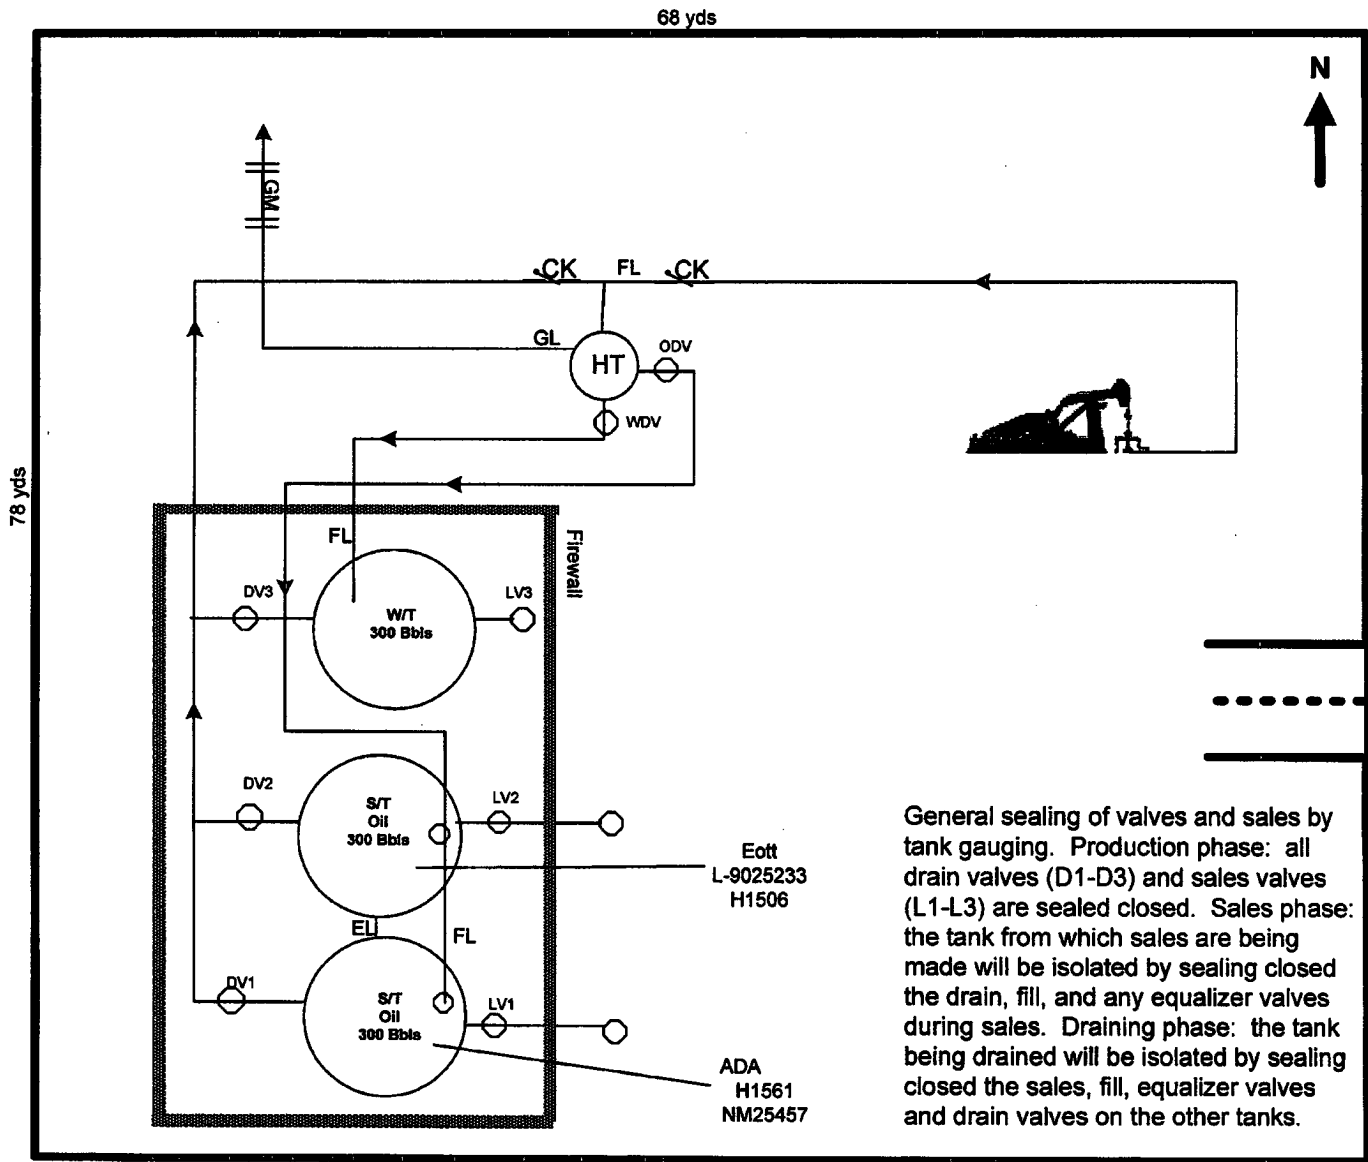 68 yds
N
GM
CK
FL
CK
GL
HT
ODV
WDV
78 yds
FL
Firewall
DV3
LV3
W/T
300 Bbls
DV2
S/T
Oil
300 Bbls
LV2
Eott
L-9025233
H1506
EL
FL
DV1
S/T
Oil
300 Bbls
LV1
ADA
H1561
NM25457
General sealing of valves and sales by
tank gauging. Production phase: all
drain valves (D1-D3) and sales valves
(L1-L3) are sealed closed. Sales phase:
the tank from which sales are being
made will be isolated by sealing closed
the drain, fill, and any equalizer valves
during sales. Draining phase: the tank
being drained will be isolated by sealing
closed the sales, fill, equalizer valves
and drain valves on the other tanks.